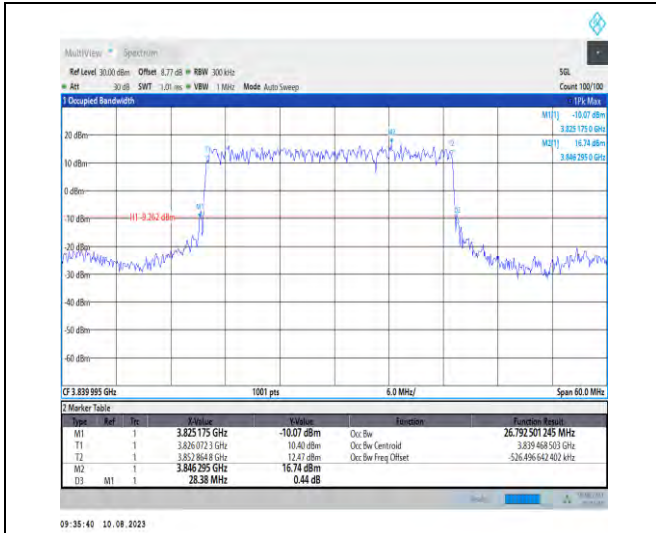 MultiView Spectrum
Ref Level 30.00 dBm Offset 8.77 dB RBW 300 kHz SGL
Att 30 dB SWT 1.01 ms VBW 1 MHz Mode Auto Sweep Count 100/100
1 Occupied Bandwidth 1Pk Max
M1[1] -10.07 dBm
3.825 175 0 GHz
M2[1] 16.74 dBm
3.846 295 0 GHz
20 dBm
M2
T1 T2
10 dBm
0 dBm
M1 D3
-10 dBm H1 -9.262 dBm
-20 dBm
-30 dBm
-40 dBm
-50 dBm
-60 dBm
CF 3.839 995 GHz 1001 pts 6.0 MHz/ Span 60.0 MHz
2 Marker Table
Type Ref Trc X-Value Y-Value Function Function Result
M1 1 3.825 175 GHz -10.07 dBm Occ Bw 26.792 501 245 MHz
T1 1 3.826 072 3 GHz 10.40 dBm Occ Bw Centroid 3.839 468 503 GHz
T2 1 3.852 864 8 GHz 12.47 dBm Occ Bw Freq Offset -526.496 642 402 kHz
M2 1 3.846 295 GHz 16.74 dBm
D3 M1 1 28.38 MHz 0.44 dB
09:35:40 10.08.2023